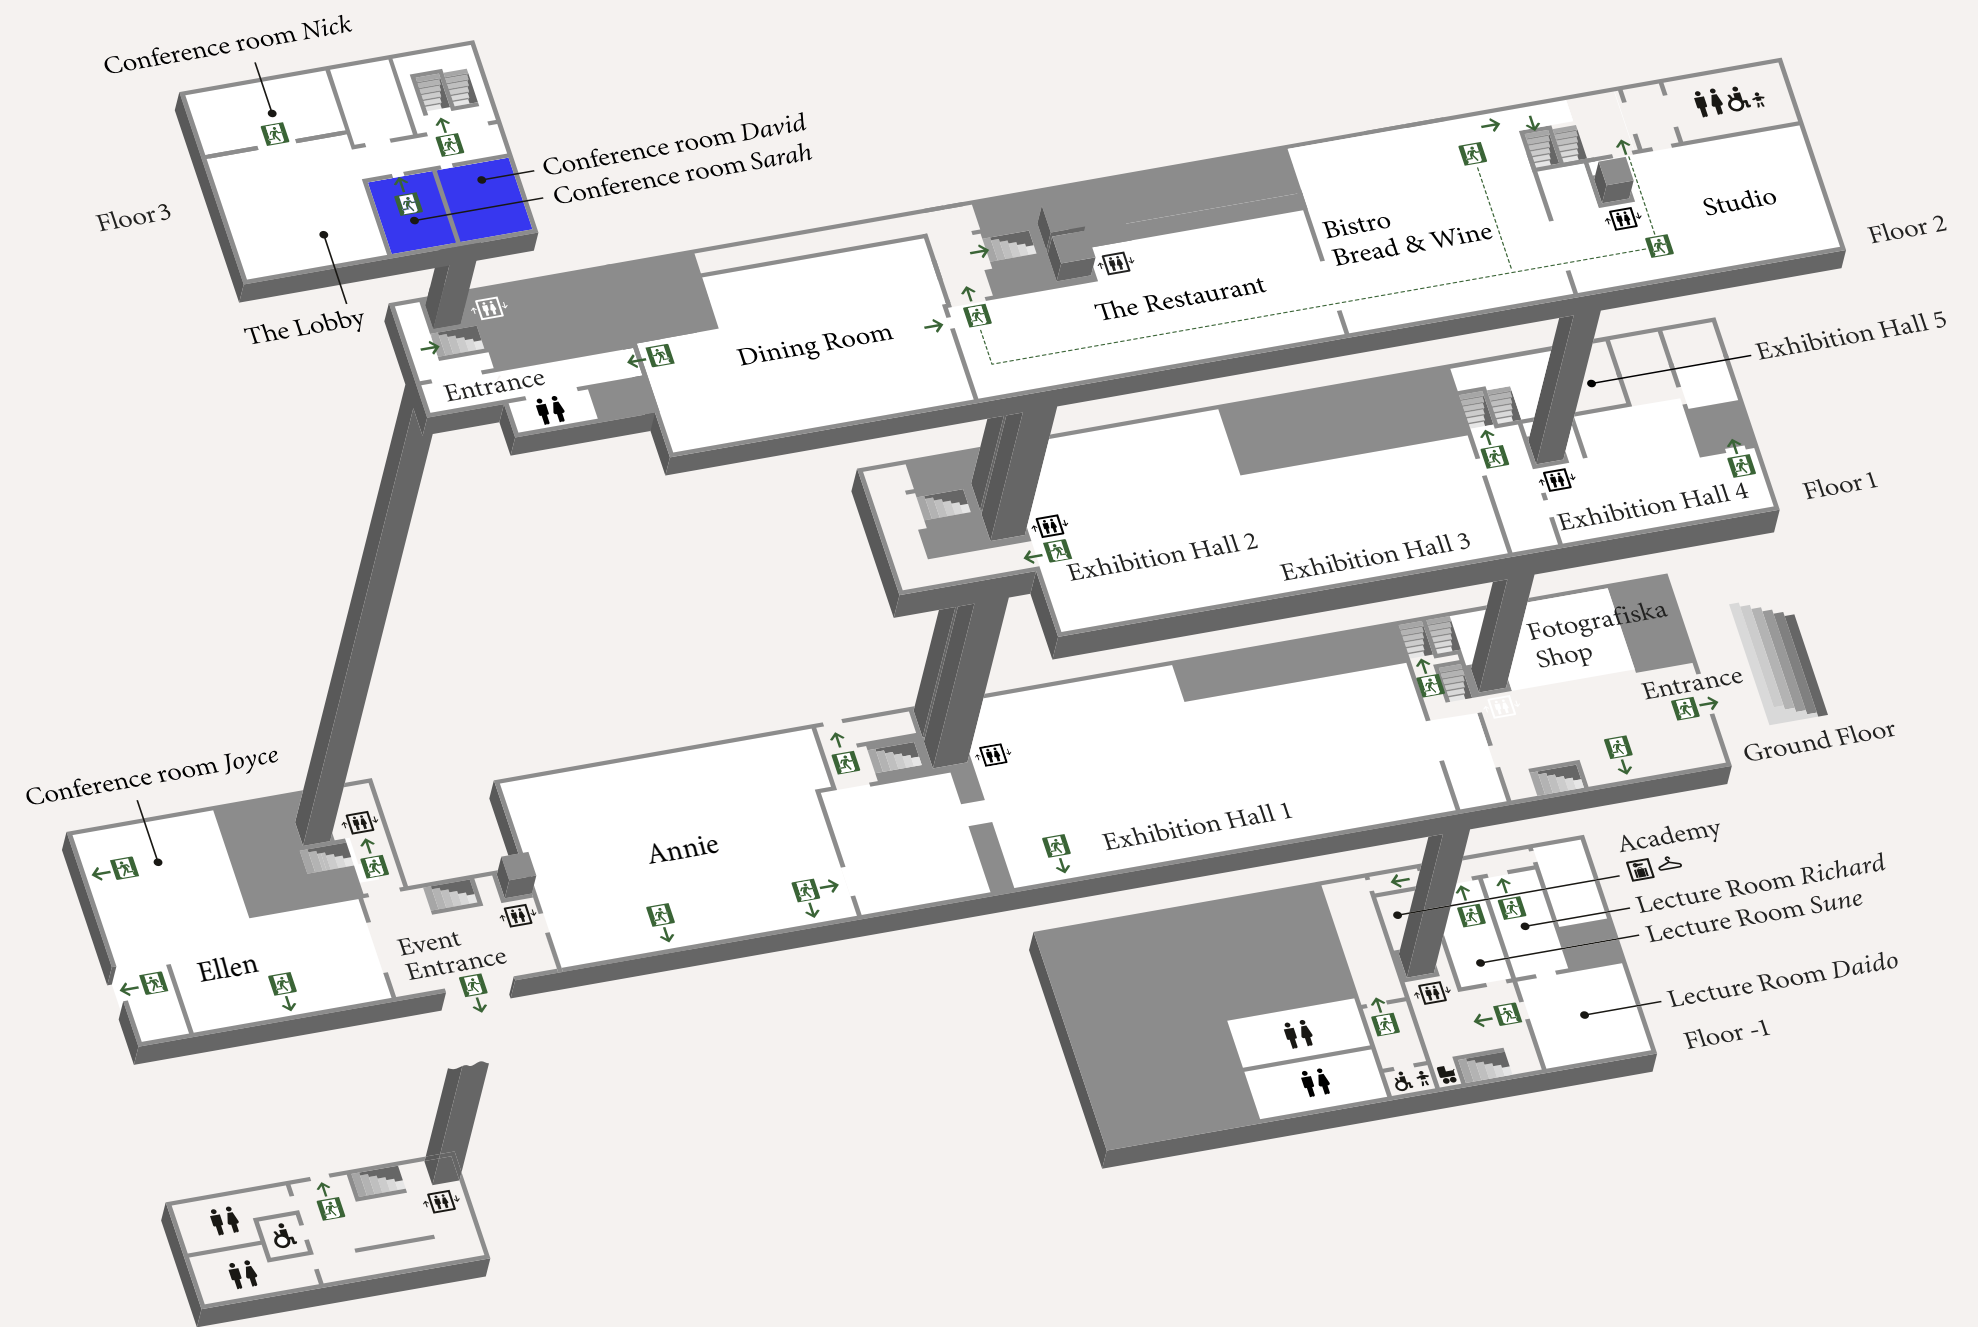 Conference room Nick
Conference room David
Conference room Sarah
Floor 3
The Lobby
Bistro
Bread & Wine
Studio
Floor 2
The Restaurant
Dining Room
Entrance
Exhibition Hall 5
Exhibition Hall 4
Floor 1
Exhibition Hall 2
Exhibition Hall 3
Fotografiska
Shop
Entrance
Ground Floor
Conference room Joyce
Annie
Exhibition Hall 1
Ellen
Event
Entrance
Academy
Lecture Room Richard
Lecture Room Sune
Lecture Room Daido
Floor -1